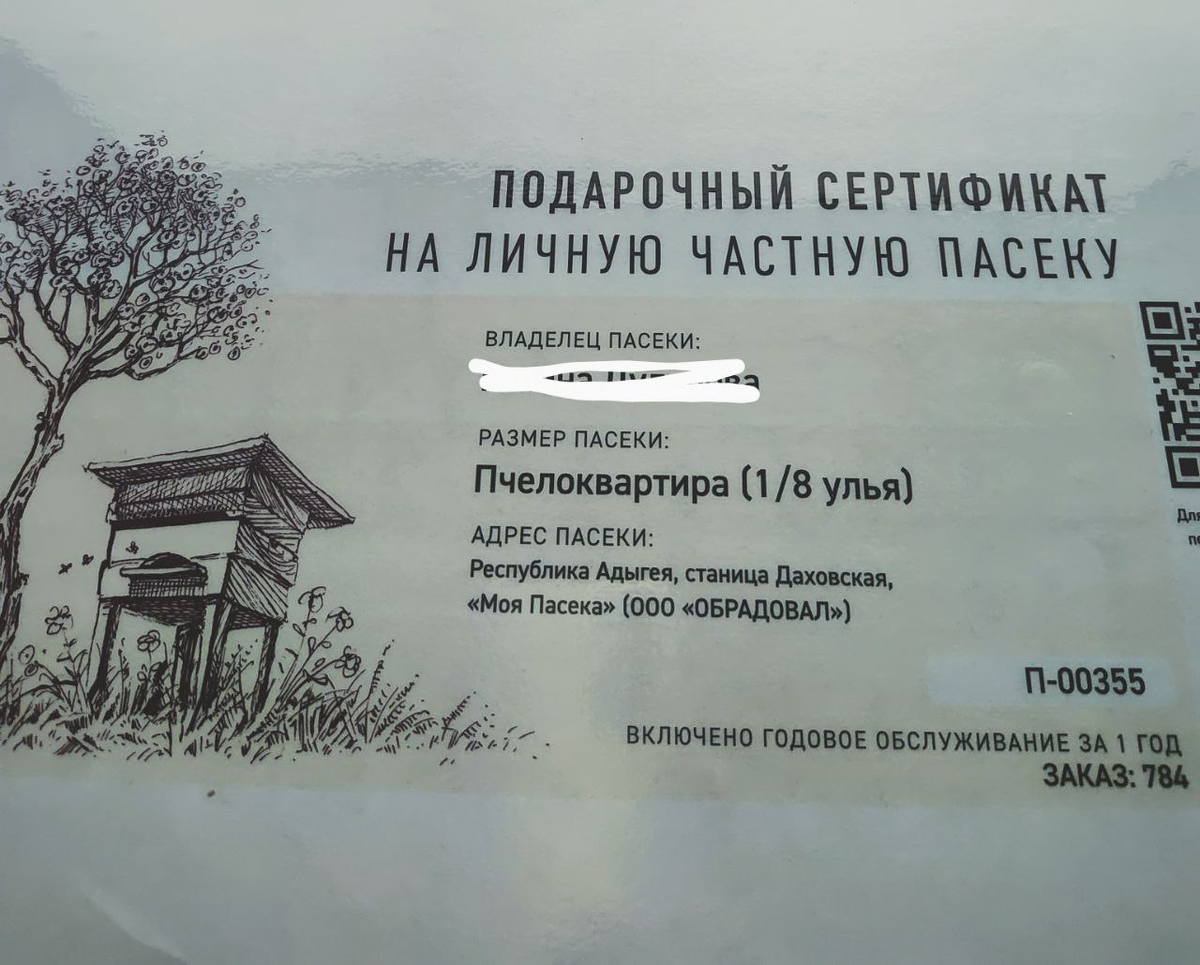 ПОДАРОЧНЫЙ СЕРТИФИКАТ
НА ЛИЧНУЮ ЧАСТНУЮ ПАСЕКУ
ВЛАДЕЛЕЦ ПАСЕКИ:
РАЗМЕР ПАСЕКИ:
Пчелоквартира (1/8 улья)
АДРЕС ПАСЕКИ:
Республика Адыгея, станица Даховская,
«Моя Пасека» (ООО «ОБРАДОВАЛ»)
П-00355
ВКЛЮЧЕНО ГОДОВОЕ ОБСЛУЖИВАНИЕ ЗА 1 ГОД
ЗАКАЗ: 784